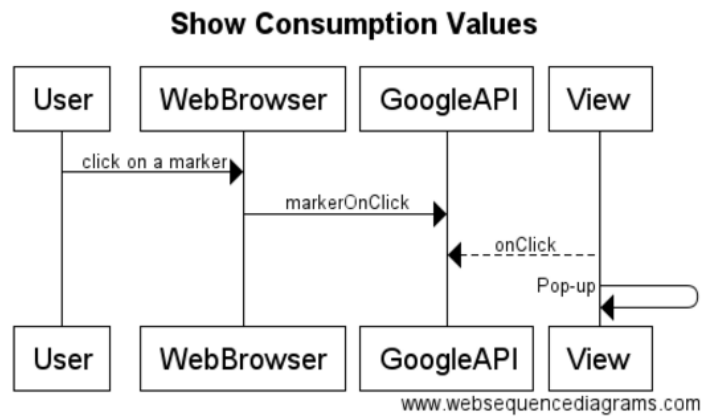 Show Consumption Values
User WebBrowser GoogleAPI View
click on a marker
markerOnClick
onClick
Pop-up
User WebBrowser GoogleAPI View
www.websequencediagrams.com